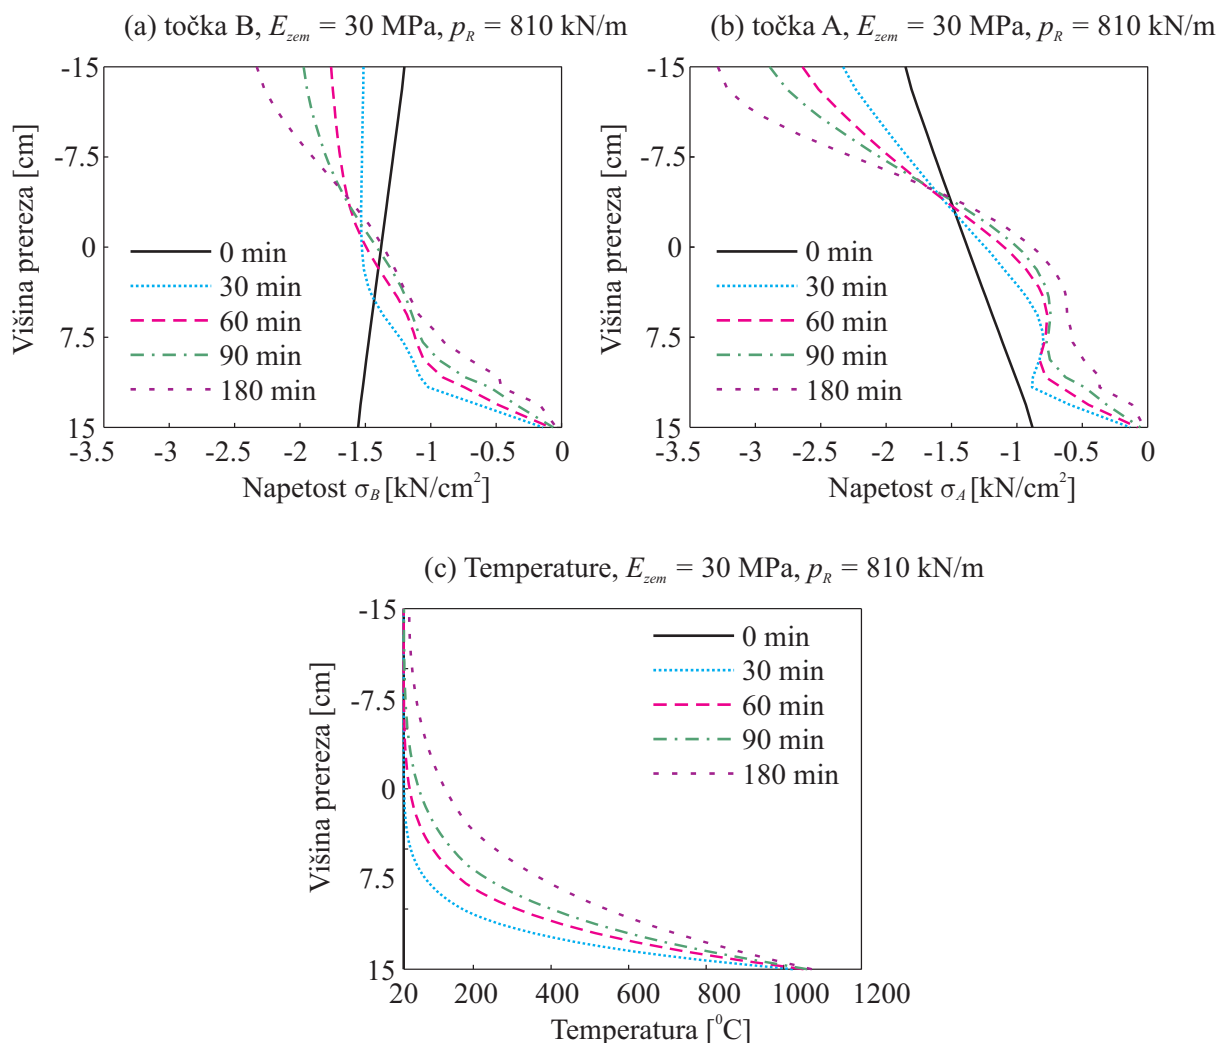 (a) točka B, E_zem = 30 MPa, p_R = 810 kN/m
-15
-7.5
0
7.5
15
Višina prereza [cm]
0 min
30 min
60 min
90 min
180 min
-3.5 -3 -2.5 -2 -1.5 -1 -0.5 0
Napetost σ_B [kN/cm²]
(b) točka A, E_zem = 30 MPa, p_R = 810 kN/m
-15
-7.5
0
7.5
15
Višina prereza [cm]
0 min
30 min
60 min
90 min
180 min
-3.5 -3 -2.5 -2 -1.5 -1 -0.5 0
Napetost σ_A [kN/cm²]
(c) Temperature, E_zem = 30 MPa, p_R = 810 kN/m
-15
-7.5
0
7.5
15
Višina prereza [cm]
0 min
30 min
60 min
90 min
180 min
20 200 400 600 800 1000 1200
Temperatura [⁰C]